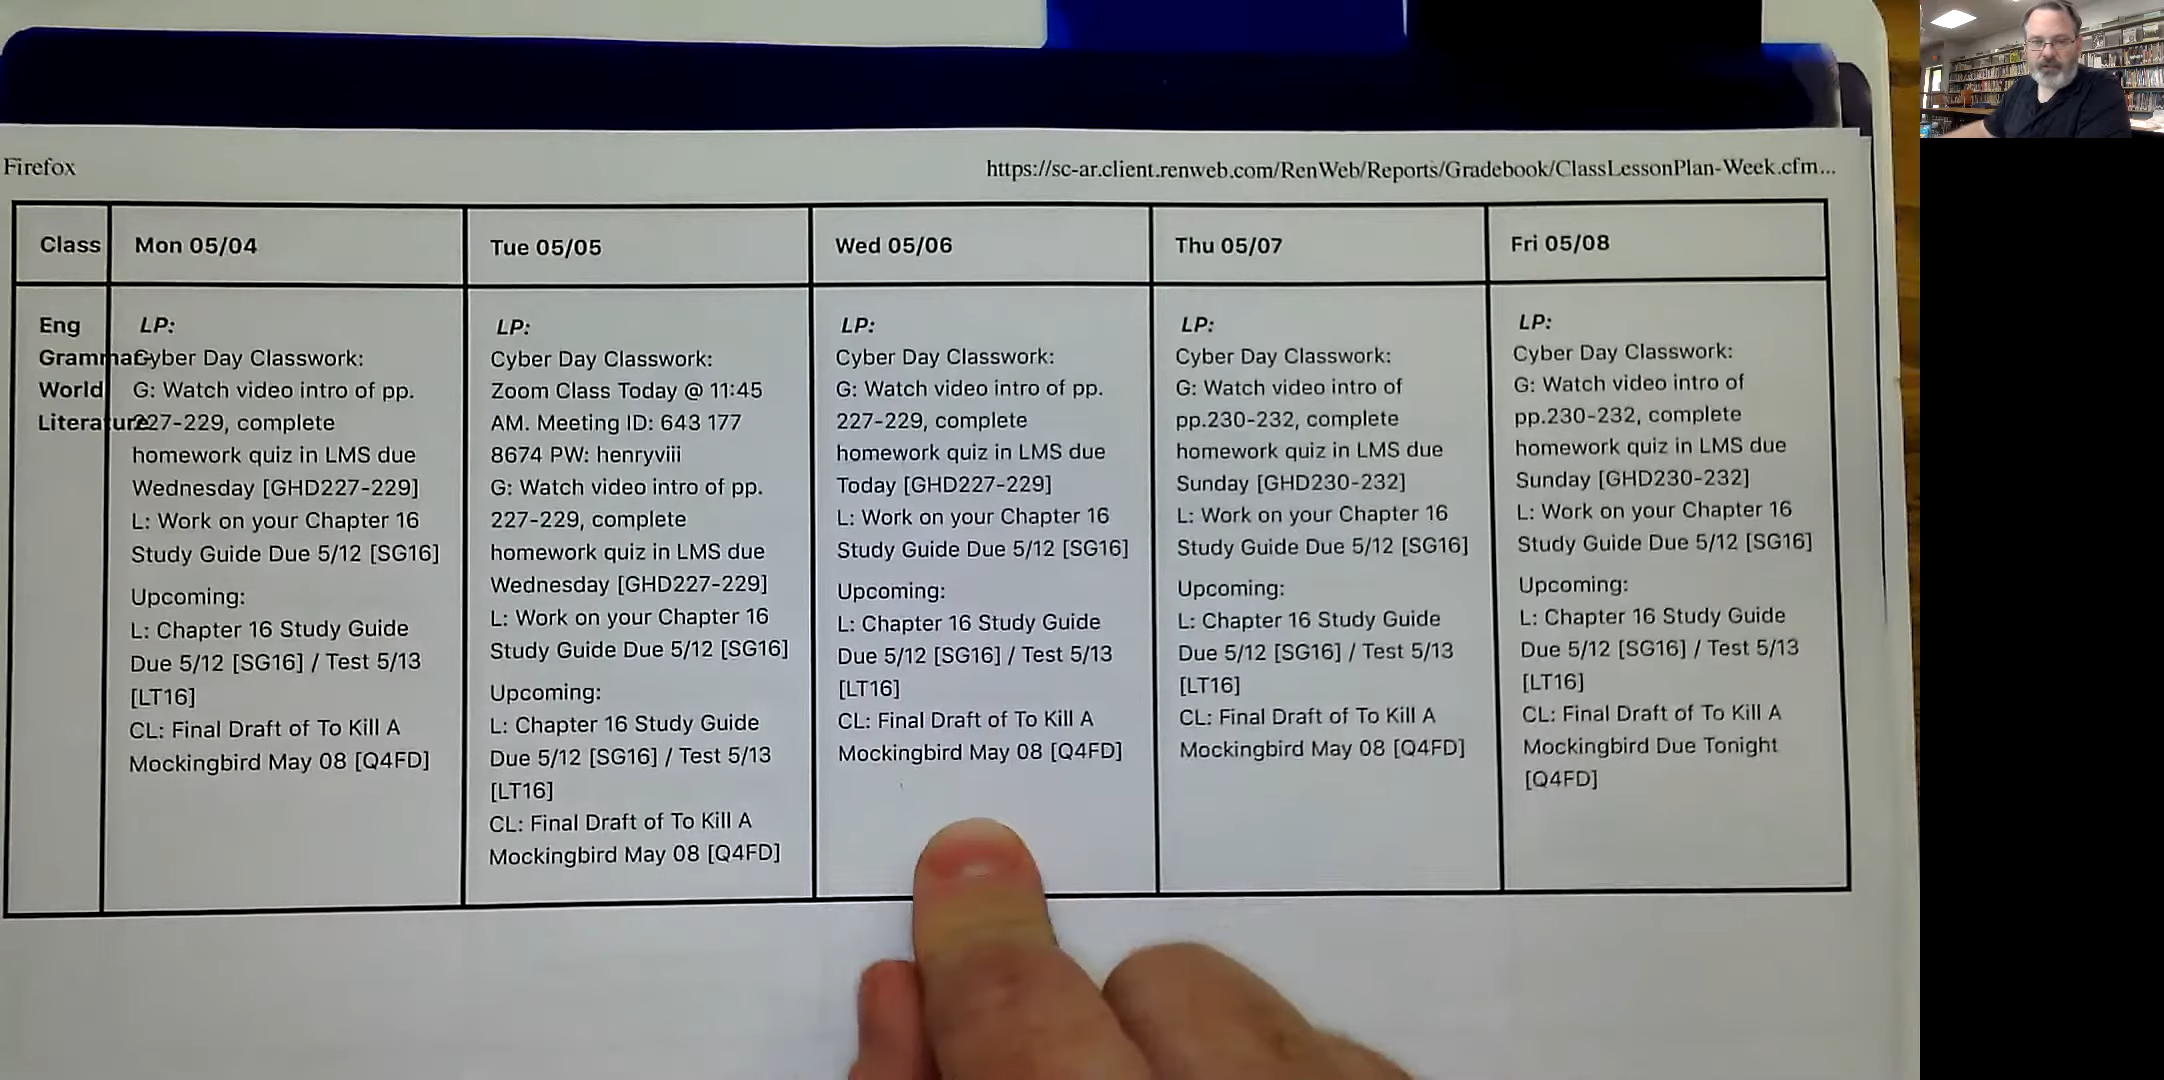 Firefox
https://sc-ar.client.renweb.com/RenWeb/Reports/Gradebook/ClassLessonPlan-Week.cfm...
Class
Mon 05/04
Tue 05/05
Wed 05/06
Thu 05/07
Fri 05/08
Eng
Grammar-
World
Literature
LP:
Cyber Day Classwork:
G: Watch video intro of pp.
227-229, complete
homework quiz in LMS due
Wednesday [GHD227-229]
L: Work on your Chapter 16
Study Guide Due 5/12 [SG16]
Upcoming:
L: Chapter 16 Study Guide
Due 5/12 [SG16] / Test 5/13
[LT16]
CL: Final Draft of To Kill A
Mockingbird May 08 [Q4FD]
LP:
Cyber Day Classwork:
Zoom Class Today @ 11:45
AM. Meeting ID: 643 177
8674 PW: henryviii
G: Watch video intro of pp.
227-229, complete
homework quiz in LMS due
Wednesday [GHD227-229]
L: Work on your Chapter 16
Study Guide Due 5/12 [SG16]
Upcoming:
L: Chapter 16 Study Guide
Due 5/12 [SG16] / Test 5/13
[LT16]
CL: Final Draft of To Kill A
Mockingbird May 08 [Q4FD]
LP:
Cyber Day Classwork:
G: Watch video intro of pp.
227-229, complete
homework quiz in LMS due
Today [GHD227-229]
L: Work on your Chapter 16
Study Guide Due 5/12 [SG16]
Upcoming:
L: Chapter 16 Study Guide
Due 5/12 [SG16] / Test 5/13
[LT16]
CL: Final Draft of To Kill A
Mockingbird May 08 [Q4FD]
LP:
Cyber Day Classwork:
G: Watch video intro of
pp.230-232, complete
homework quiz in LMS due
Sunday [GHD230-232]
L: Work on your Chapter 16
Study Guide Due 5/12 [SG16]
Upcoming:
L: Chapter 16 Study Guide
Due 5/12 [SG16] / Test 5/13
[LT16]
CL: Final Draft of To Kill A
Mockingbird May 08 [Q4FD]
LP:
Cyber Day Classwork:
G: Watch video intro of
pp.230-232, complete
homework quiz in LMS due
Sunday [GHD230-232]
L: Work on your Chapter 16
Study Guide Due 5/12 [SG16]
Upcoming:
L: Chapter 16 Study Guide
Due 5/12 [SG16] / Test 5/13
[LT16]
CL: Final Draft of To Kill A
Mockingbird Due Tonight
[Q4FD]